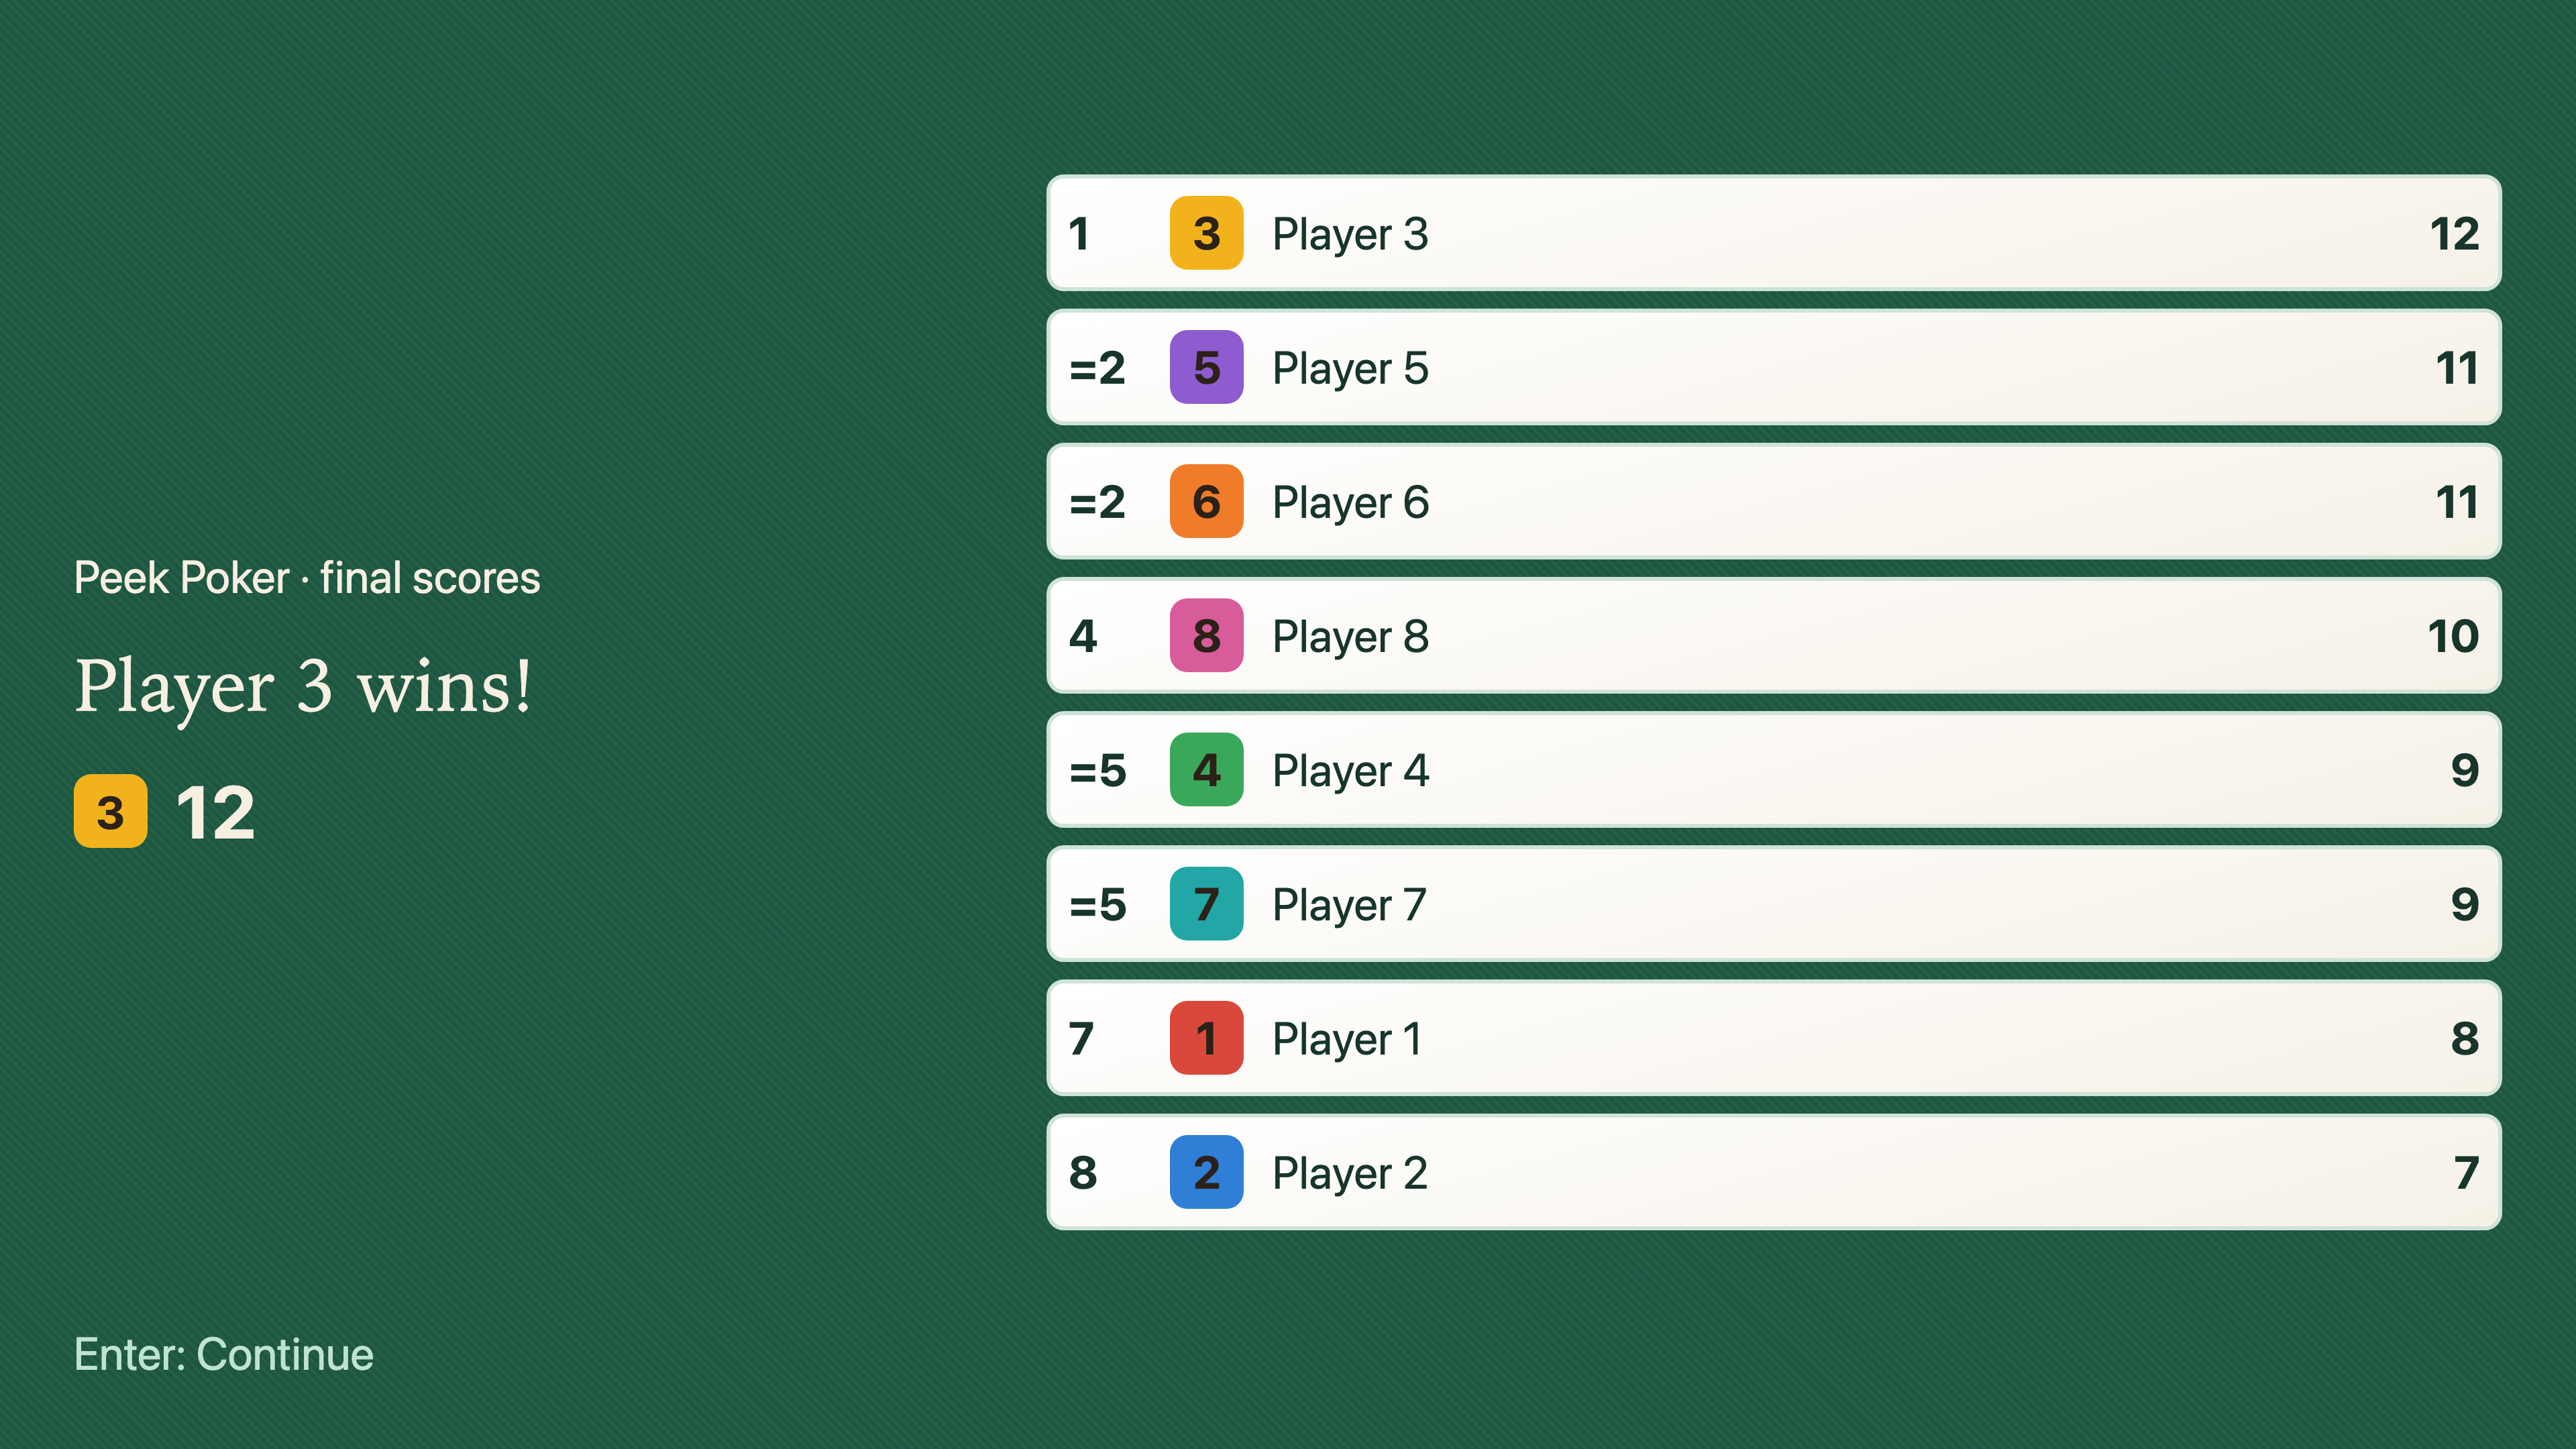 Peek Poker · final scores
Player 3 wins!
3 12
1 3 Player 3 12
=2 5 Player 5 11
=2 6 Player 6 11
4 8 Player 8 10
=5 4 Player 4 9
=5 7 Player 7 9
7 1 Player 1 8
8 2 Player 2 7
Enter: Continue